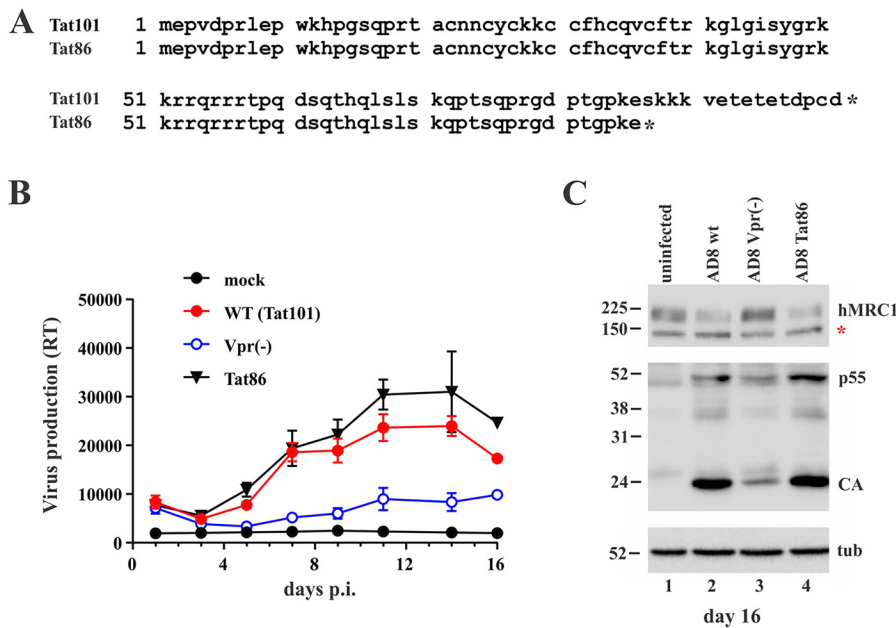 A
Tat101 1 mepvdprlep wkhpgsqprt acnncyckkc cfhcqvcftr kglgisygrk
Tat86 1 mepvdprlep wkhpgsqprt acnncyckkc cfhcqvcftr kglgisygrk
Tat101 51 krrqrrrtpq dsqthqlsls kqptsqprgd ptgpkeskkk vetetetdpcd *
Tat86 51 krrqrrrtpq dsqthqlsls kqptsqprgd ptgpke *
B
mock
WT (Tat101)
Vpr(-)
Tat86
Virus production (RT)
50000
40000
30000
20000
10000
0
0 4 8 12 16
days p.i.
C
uninfected
AD8 wt
AD8 Vpr(-)
AD8 Tat86
225
150
hMRC1
*
52
38
31
24
p55
CA
52
tub
1 2 3 4
day 16